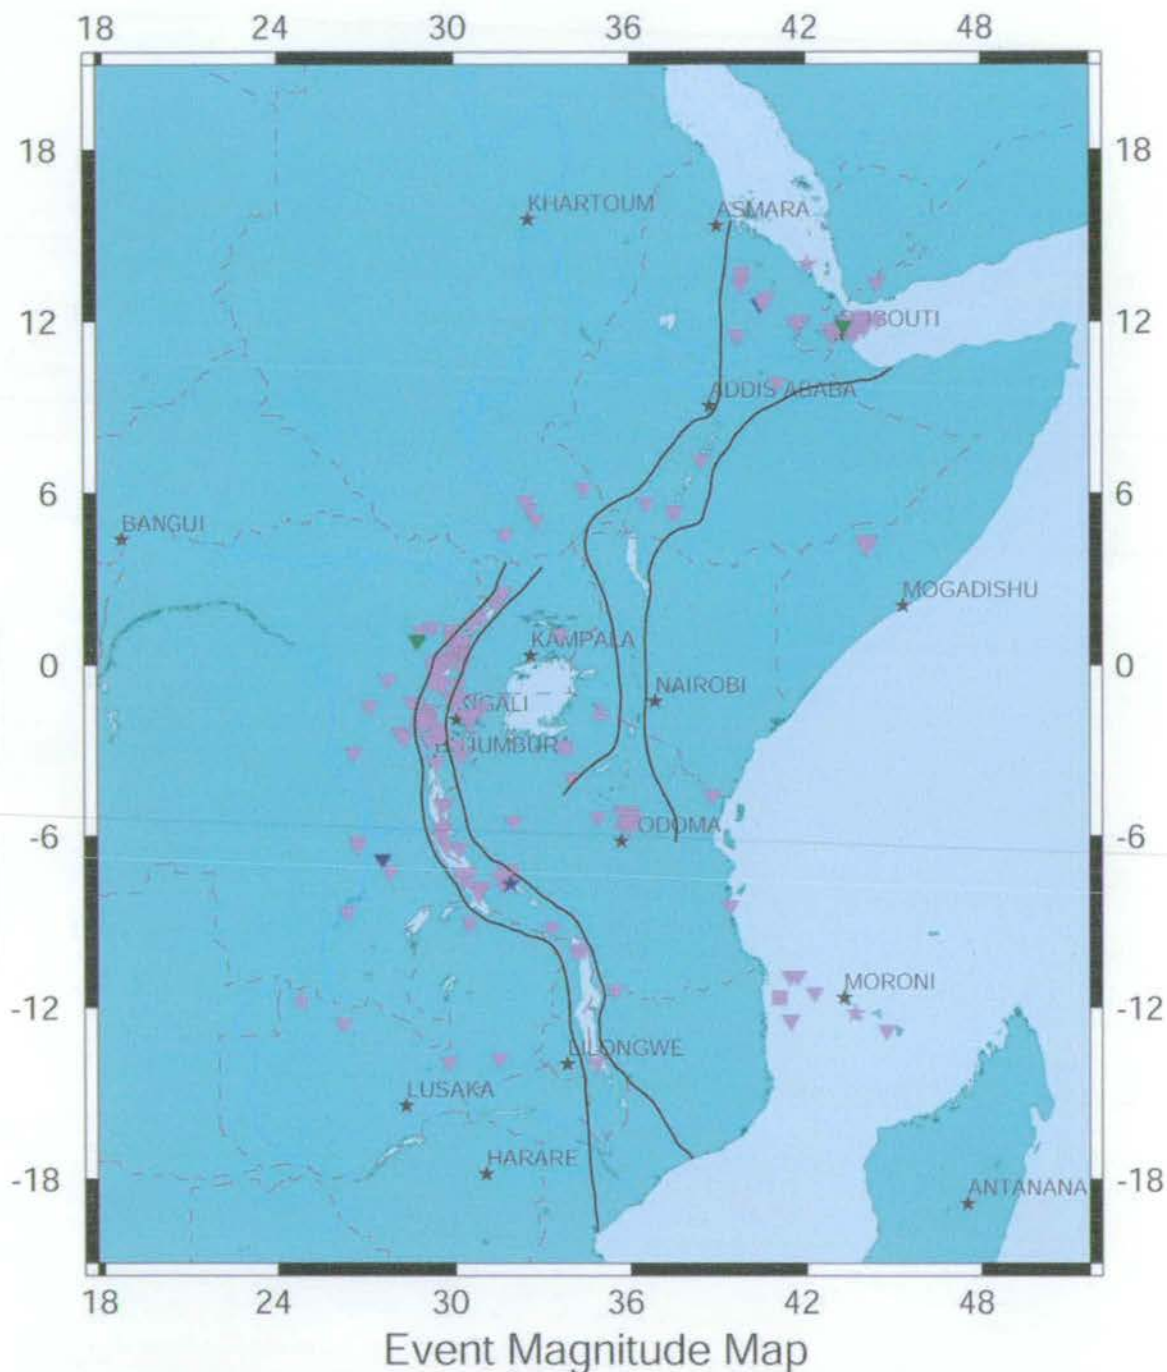 18 24 30 36 42 48
18 18
KHARTOUM ASMARA
12 12
ADDIS ABABA
6 6
BANGUI
MOGADISHU
KAMPALA
0 0
NAIROBI
-6 -6
MORONI
-12 -12
LILONGWE
LUSAKA
HARARE
-18 -18
ANTANANA
18 24 30 36 42 48
Event Magnitude Map